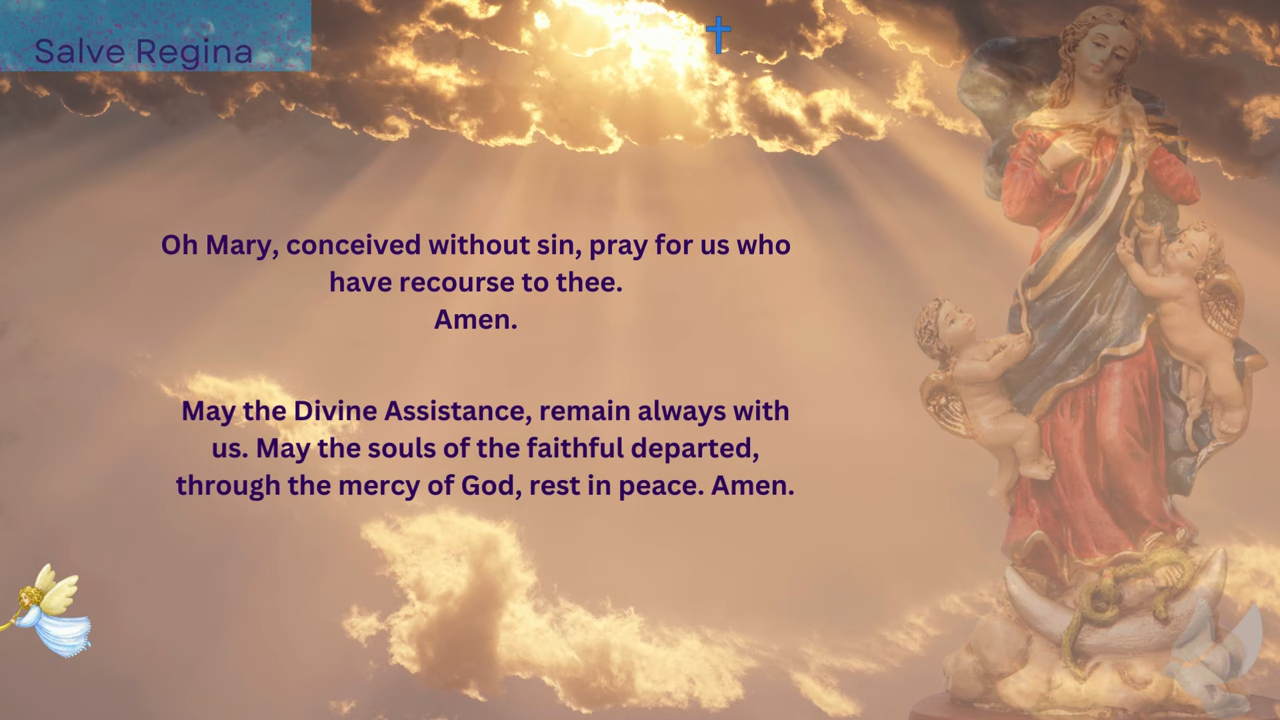 Salve Regina
Oh Mary, conceived without sin, pray for us who
have recourse to thee.
Amen.
May the Divine Assistance, remain always with
us. May the souls of the faithful departed,
through the mercy of God, rest in peace. Amen.